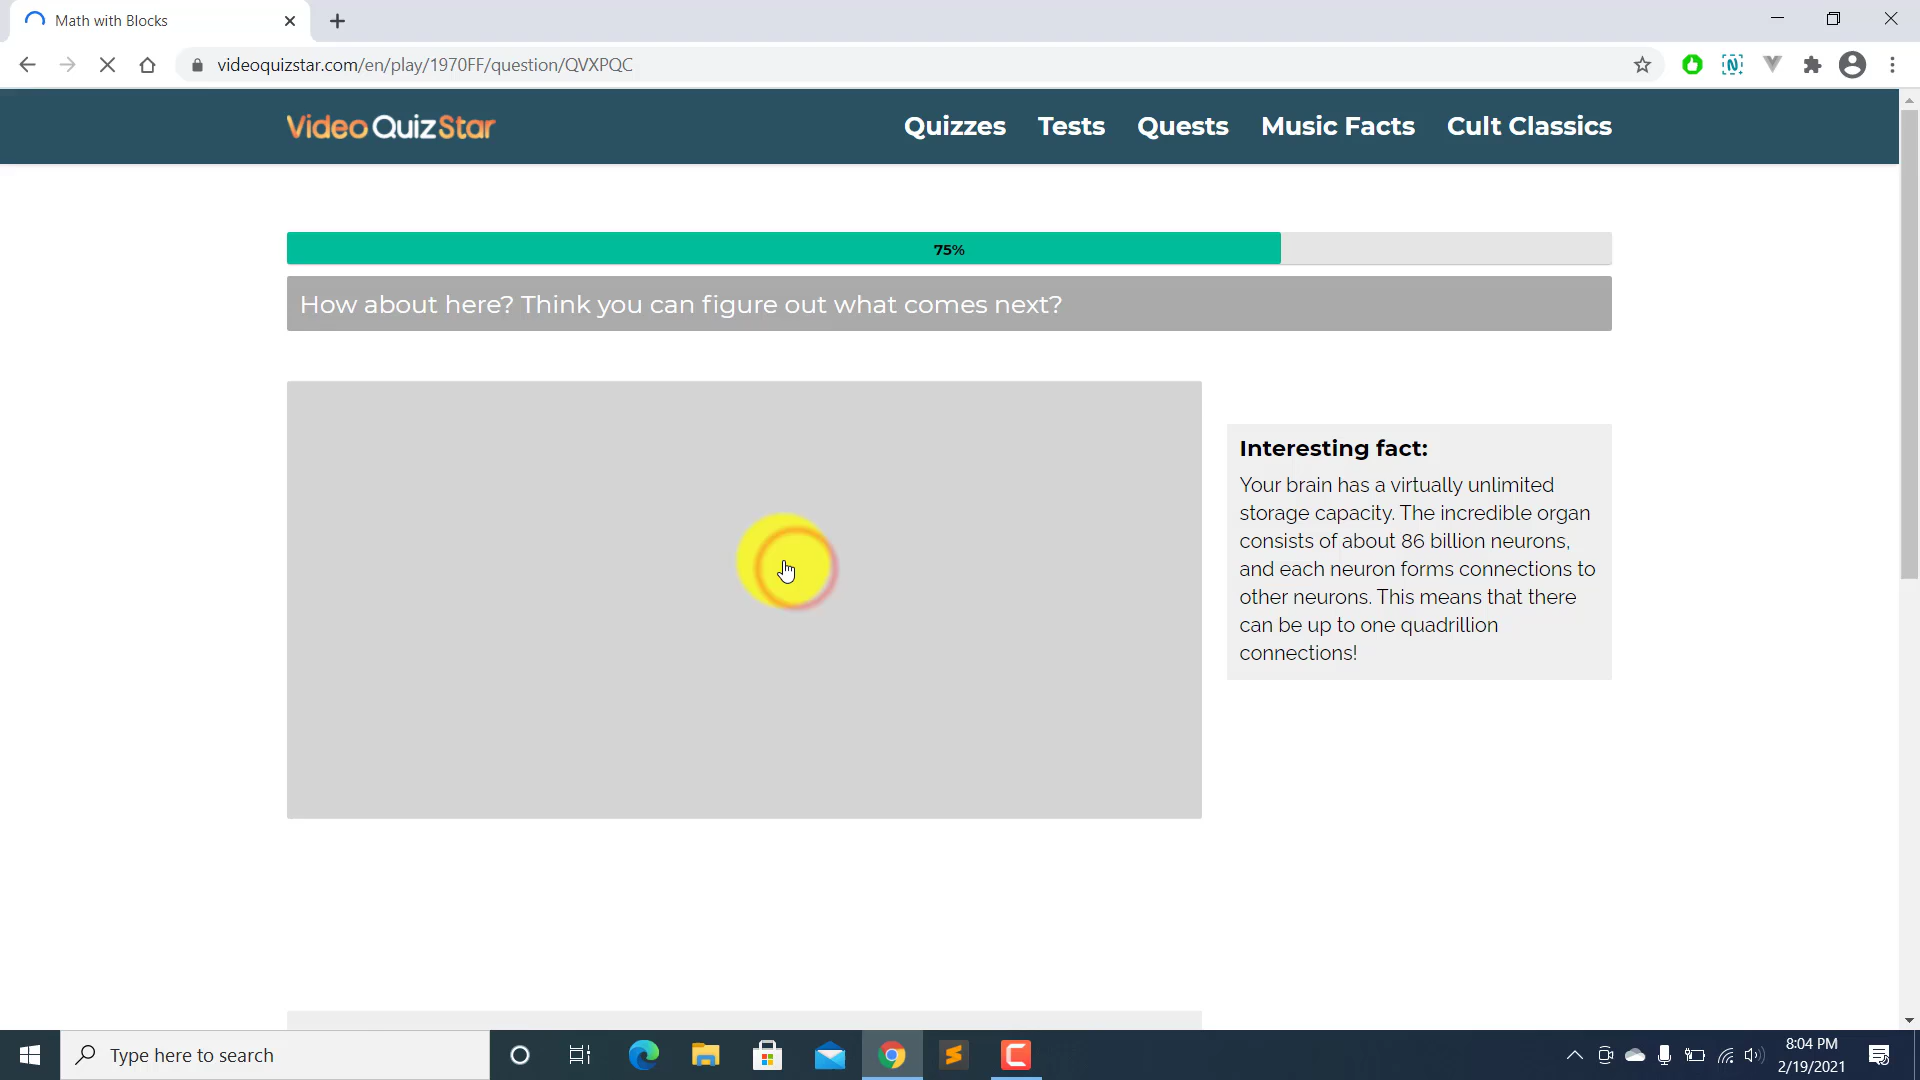 Math with Blocks
videoquizstar.com/en/play/1970FF/question/QVXPQC
Video QuizStar
Quizzes
Tests
Quests
Music Facts
Cult Classics
75%
How about here? Think you can figure out what comes next?
Interesting fact:
Your brain has a virtually unlimited
storage capacity. The incredible organ
consists of about 86 billion neurons,
and each neuron forms connections to
other neurons. This means that there
can be up to one quadrillion
connections!
Type here to search
8:04 PM
2/19/2021